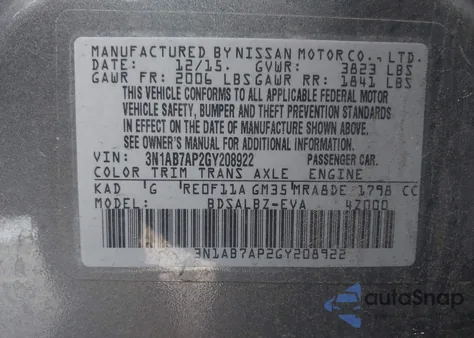 MANUFACTURED BY NISSAN MOTOR CO., LTD.
DATE: 12/15. GVWR: 3823 LBS
GAWR FR: 2006 LBS GAWR RR: 1841 LBS
THIS VEHICLE CONFORMS TO ALL APPLICABLE FEDERAL MOTOR
VEHICLE SAFETY, BUMPER AND THEFT PREVENTION STANDARDS
IN EFFECT ON THE DATE OF MANUFACTURE SHOWN ABOVE.
SEE OWNER'S MANUAL FOR ADDITIONAL INFORMATION.
VIN: 3N1AB7AP2GY208922 PASSENGER CAR.
COLOR TRIM TRANS AXLE ENGINE
KAD G RE0F11A GM35 MRA8DE 1798 CC
MODEL: BDSALBZ-EVA 4Z000
3N1AB7AP2GY208922
autoSnap